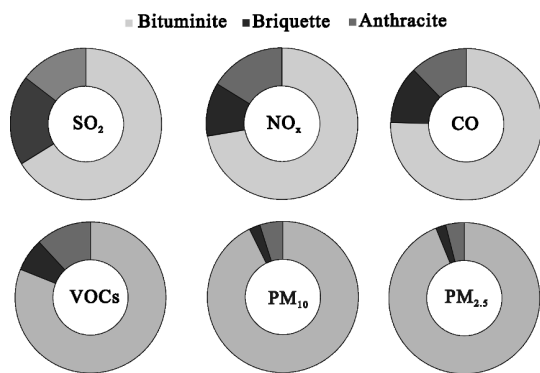 Bituminite Briquette Anthracite
SO₂ NOₓ CO
VOCs PM₁₀ PM₂.₅